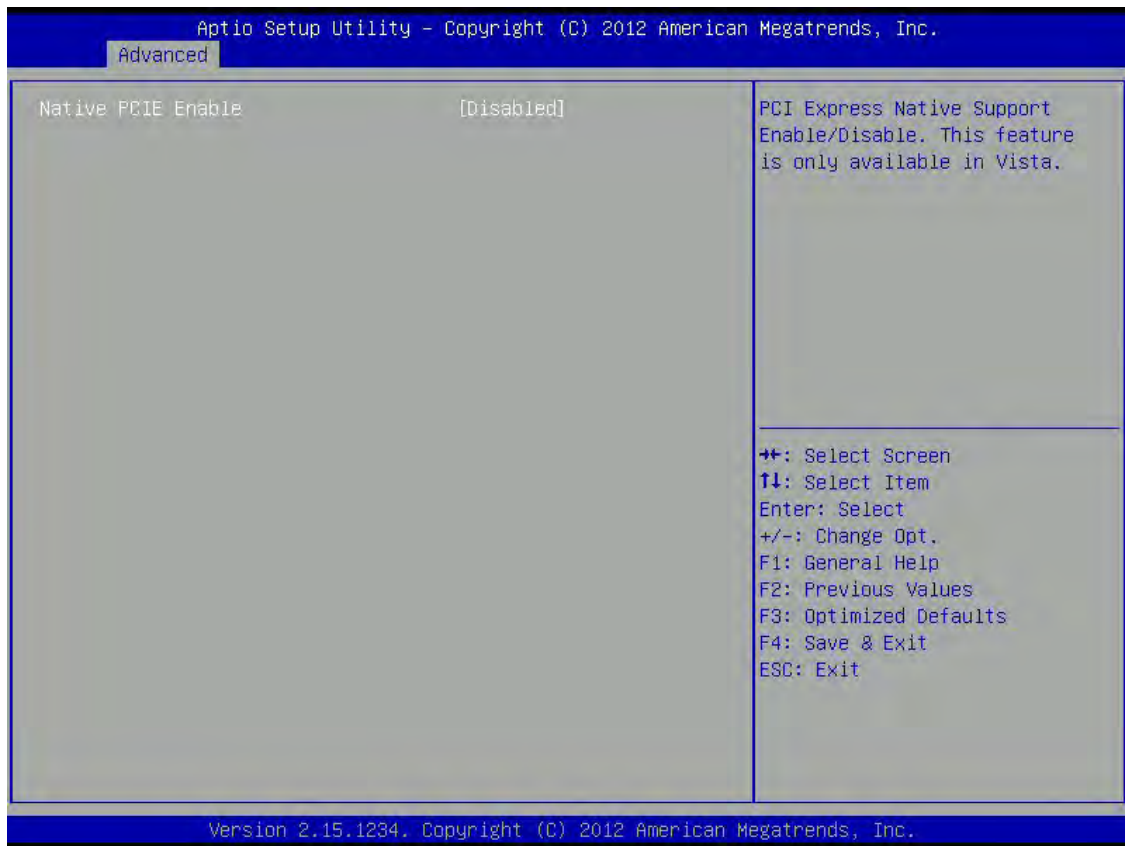 Aptio Setup Utility – Copyright (C) 2012 American Megatrends, Inc.
Advanced
Native PCIE Enable [Disabled]
PCI Express Native Support
Enable/Disable. This feature
is only available in Vista.
→←: Select Screen
↑↓: Select Item
Enter: Select
+/-: Change Opt.
F1: General Help
F2: Previous Values
F3: Optimized Defaults
F4: Save & Exit
ESC: Exit
Version 2.15.1234. Copyright (C) 2012 American Megatrends, Inc.